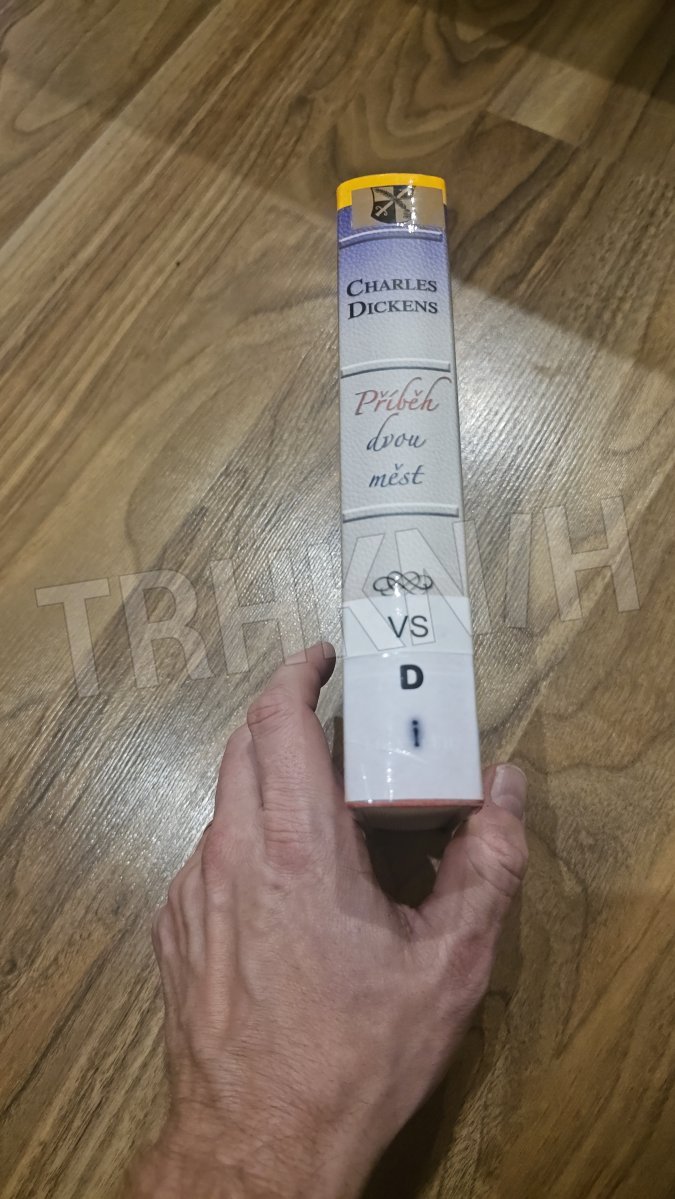 CHARLES
DICKENS
Příběh
dvou
měst
TRHKNIH
VS
D
i